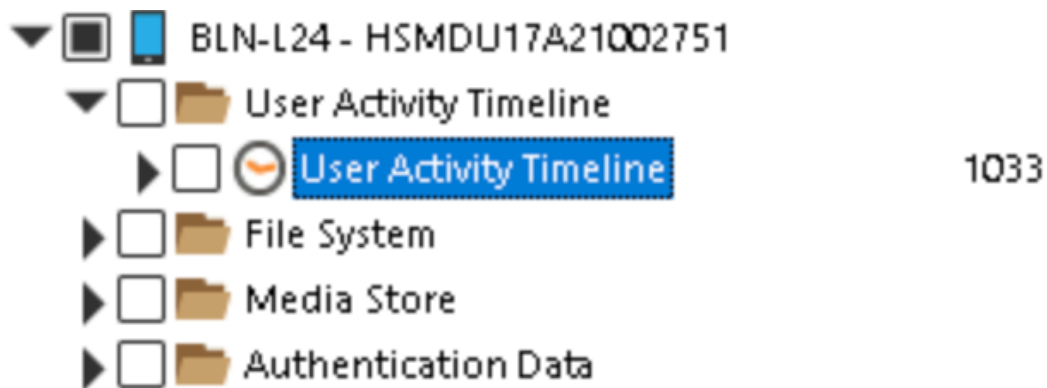 BLN-L24 - HSMDU17A21002751
User Activity Timeline
User Activity Timeline 1033
File System
Media Store
Authentication Data